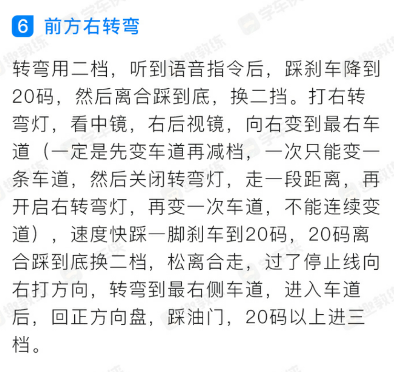 6 前方右转弯
转弯用二档，听到语音指令后，踩刹车降到
20码，然后离合踩到底，换二挡。打右转
弯灯，看中镜，右后视镜，向右变到最右车
道（一定是先变车道再减档，一次只能变一
条车道，然后关闭转弯灯，走一段距离，再
开启右转弯灯，再变一次车道，不能连续变
道），速度快踩一脚刹车到20码，20码离
合踩到底换二档，松离合走，过了停止线向
右打方向，转弯到最右侧车道，进入车道
后，回正方向盘，踩油门，20码以上进三
档。